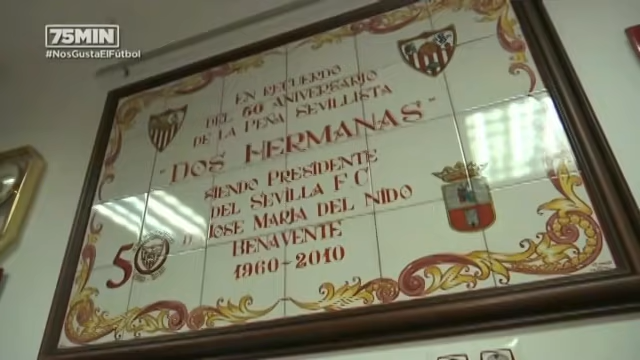 75MIN
#NosGustaElFútbol
EN RECUERDO
DEL 50 ANIVERSARIO
DE LA PEÑA SEVILLISTA
"DOS HERMANAS"
SIENDO PRESIDENTE
DEL SEVILLA F C
D. JOSE MARIA DEL NIDO
BENAVENTE
1960-2010
50